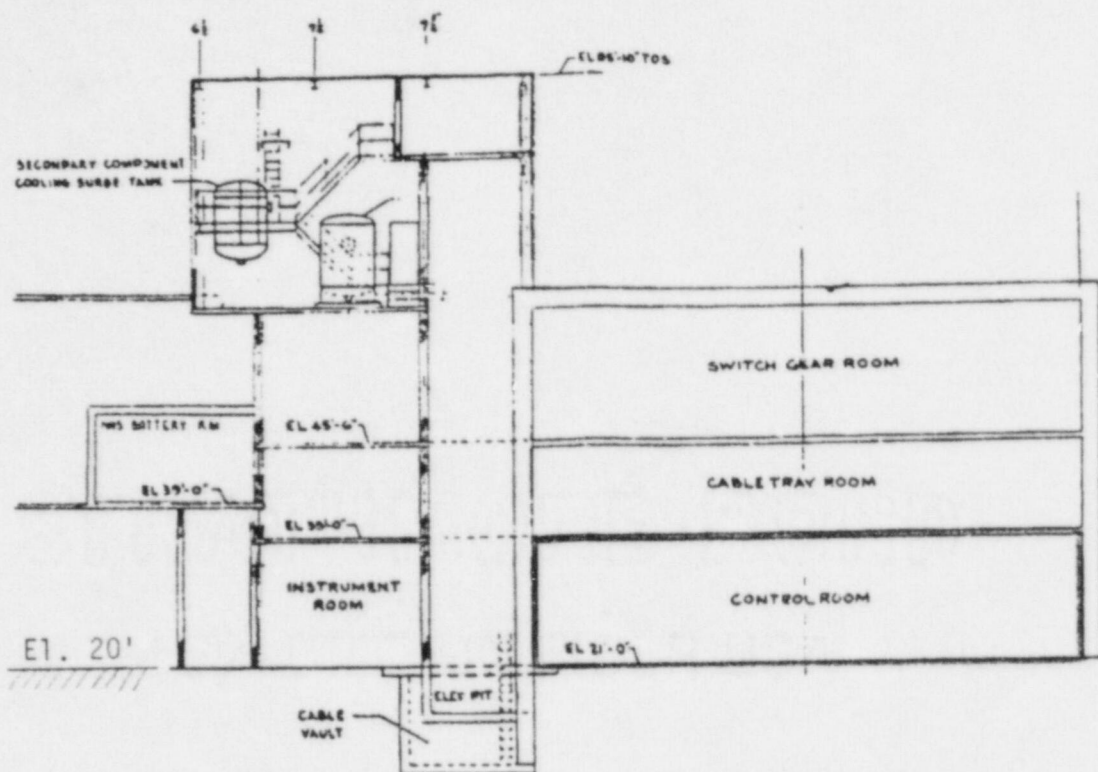 EL 85'-10" TOS
SECONDARY COMPONENT
COOLING SURGE TANK
SWITCH GEAR ROOM
BATTERY RM
EL 45'-6"
CABLE TRAY ROOM
EL 39'-0"
EL 35'-0"
INSTRUMENT
ROOM
CONTROL ROOM
El. 20'
EL 21'-0"
ELEV PIT
CABLE
VAULT